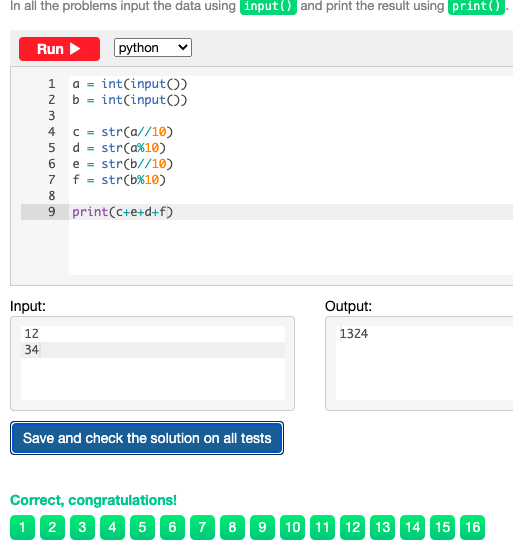 In all the problems input the data using input() and print the result using print().
Run ▶ python
1 a = int(input())
2 b = int(input())
3
4 c = str(a//10)
5 d = str(a%10)
6 e = str(b//10)
7 f = str(b%10)
8
9 print(c+e+d+f)
Input: Output:
12 1324
34
Save and check the solution on all tests
Correct, congratulations!
1 2 3 4 5 6 7 8 9 10 11 12 13 14 15 16